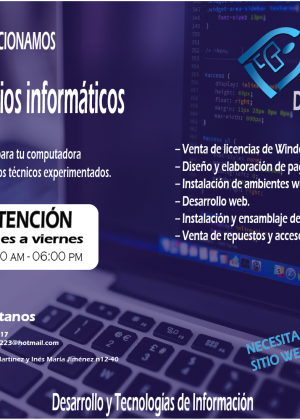 CIONAMOS
ios informáticos
para tu computadora
os técnicos experimentados.
TENCIÓN
es a viernes
0 AM - 06:00 PM
tanos
17
223@hotmail.com
Martínez y Inés María Jiménez n12-40
D
– Venta de licencias de Window
– Diseño y elaboración de pag
– Instalación de ambientes w
– Desarrollo web.
– Instalación y ensamblaje de
– Venta de repuestos y acceso
NECESITA
SITIO WE
Desarrollo y Tecnologías de Información